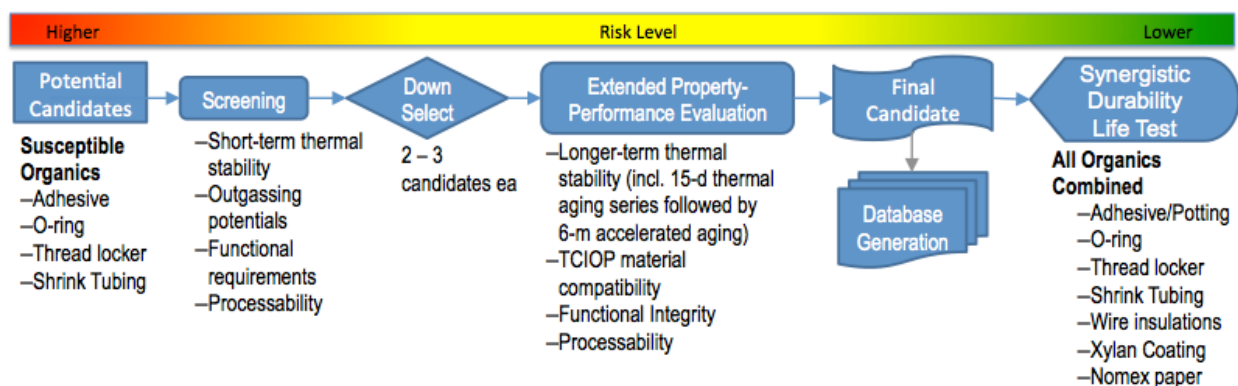 Higher
Risk Level
Lower
Potential
Candidates
Susceptible
Organics
–Adhesive
–O-ring
–Thread locker
–Shrink Tubing
Screening
–Short-term thermal
stability
–Outgassing
potentials
–Functional
requirements
–Processability
Down
Select
2 – 3
candidates ea
Extended Property-
Performance Evaluation
–Longer-term thermal
stability (incl. 15-d thermal
aging series followed by
6-m accelerated aging)
–TCIOP material
compatibility
–Functional Integrity
–Processability
Final
Candidate
Database
Generation
Synergistic
Durability
Life Test
All Organics
Combined
–Adhesive/Potting
–O-ring
–Thread locker
–Shrink Tubing
–Wire insulations
–Xylan Coating
–Nomex paper